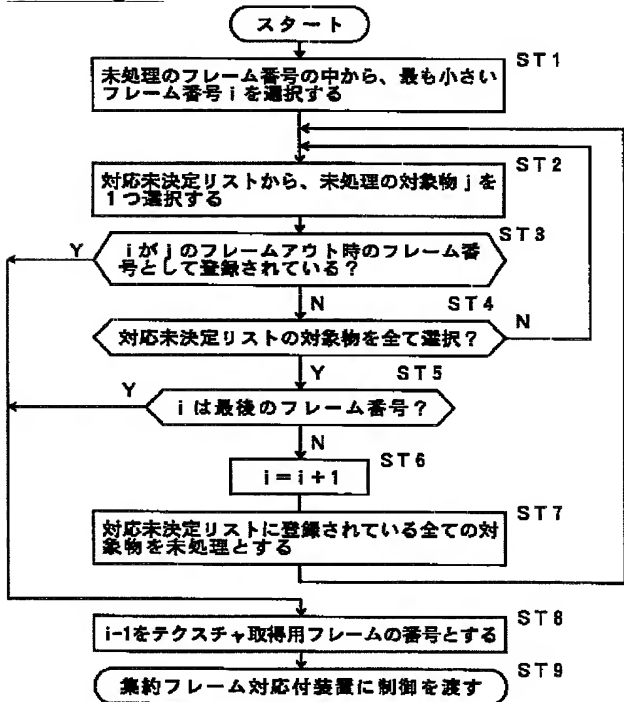 スタート
ST1
未処理のフレーム番号の中から、最も小さい
フレーム番号iを選択する
ST2
対応未決定リストから、未処理の対象物jを
1つ選択する
ST3
Y
iがjのフレームアウト時のフレーム番
号として登録されている?
N
ST4
対応未決定リストの対象物を全て選択?
N
Y
ST5
Y
iは最後のフレーム番号?
N
ST6
i=i+1
ST7
対応未決定リストに登録されている全ての対
象物を未処理とする
ST8
i-1をテクスチャ取得用フレームの番号とする
ST9
集約フレーム対応付装置に制御を渡す